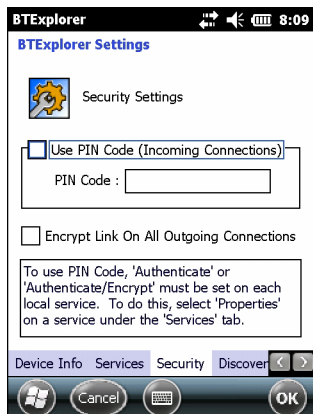 BTExplorer 8:09
BTExplorer Settings
Security Settings
Use PIN Code (Incoming Connections)
PIN Code :
Encrypt Link On All Outgoing Connections
To use PIN Code, 'Authenticate' or
'Authenticate/Encrypt' must be set on each
local service. To do this, select 'Properties'
on a service under the 'Services' tab.
Device Info Services Security Discover
Cancel OK